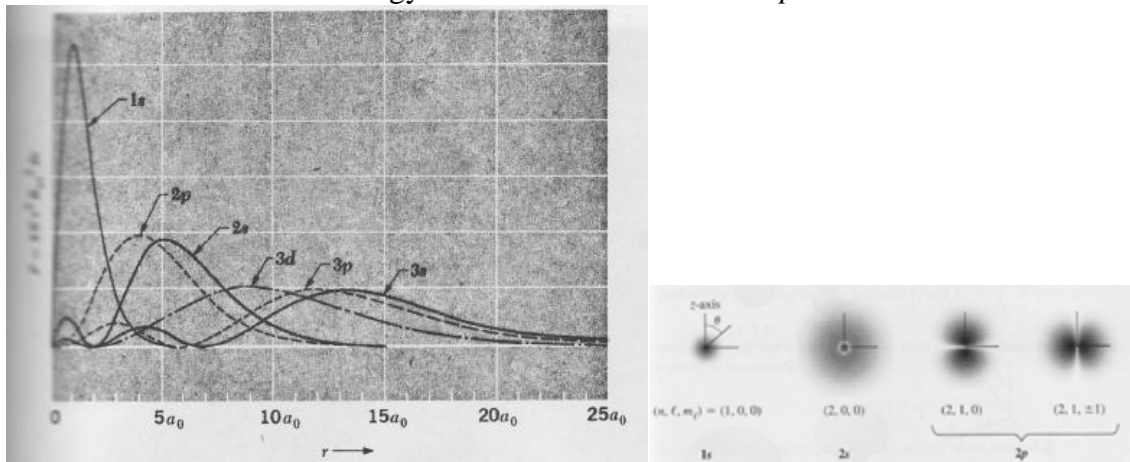 1s
2p
2s
3d
3p
3s
0 5a₀ 10a₀ 15a₀ 20a₀ 25a₀
r →
z-axis
θ
(n, ℓ, mℓ) = (1, 0, 0) (2, 0, 0) (2, 1, 0) (2, 1, ±1)
1s 2s 2p